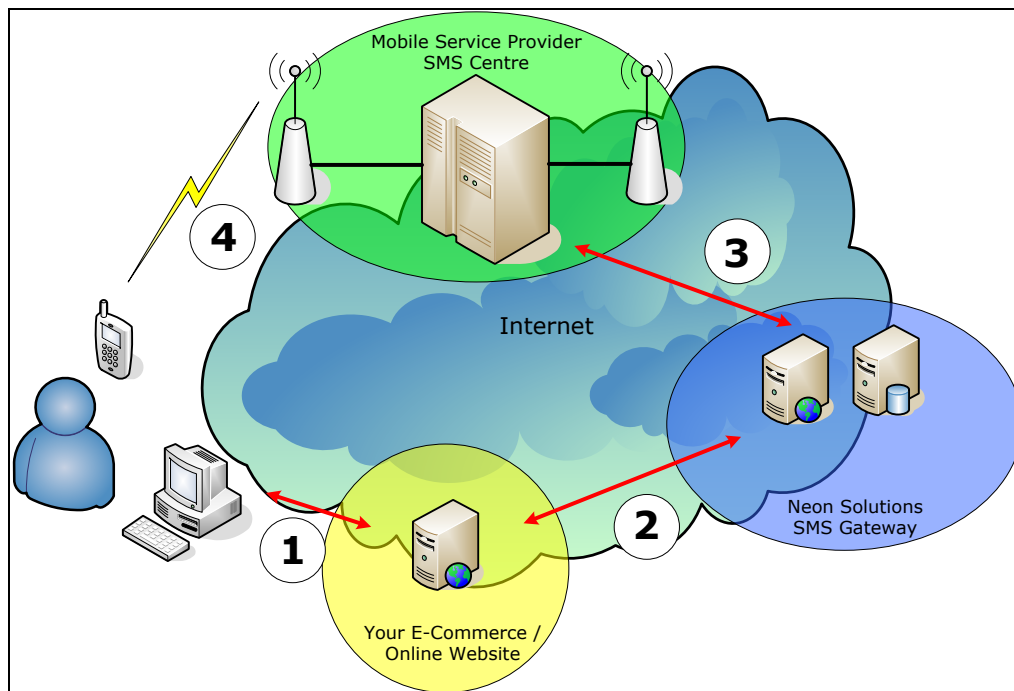 Mobile Service Provider
SMS Centre
4
3
Internet
Neon Solutions
SMS Gateway
2
1
Your E-Commerce /
Online Website